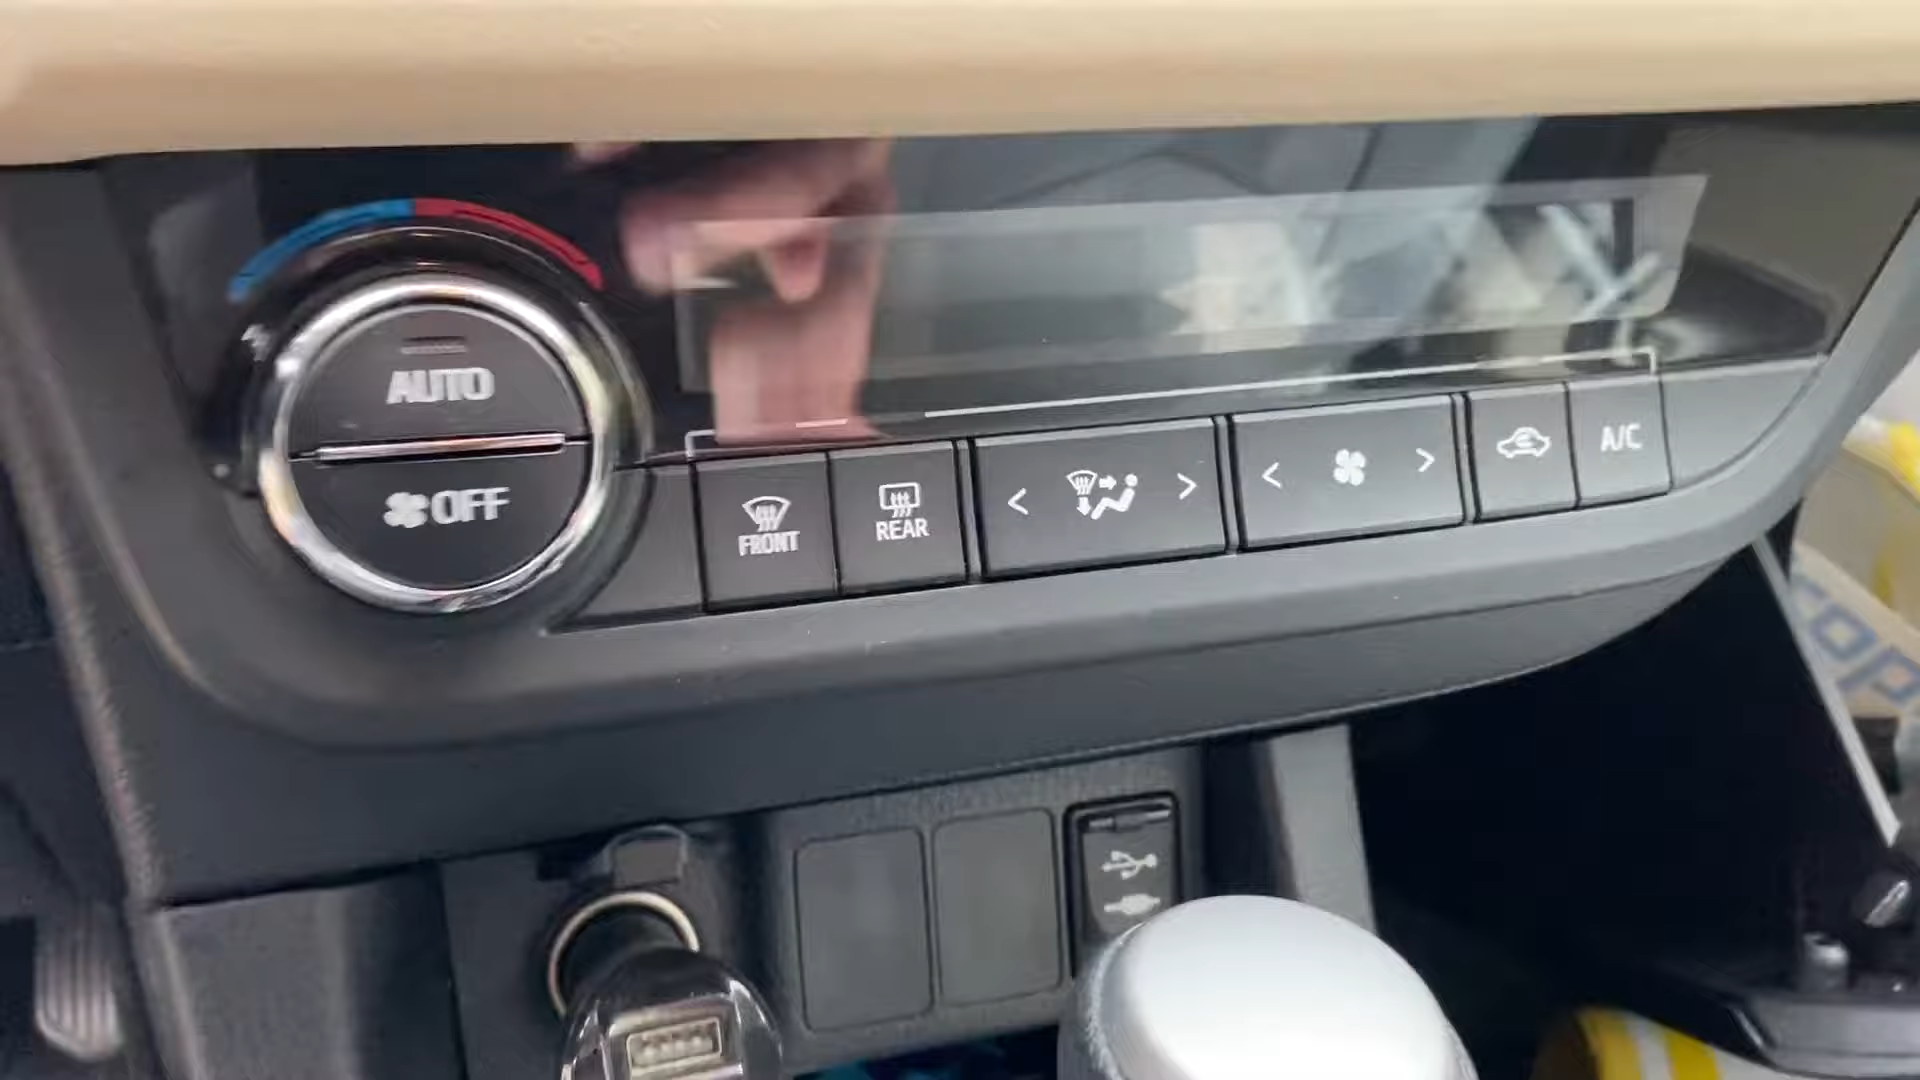 AUTO
OFF
FRONT
REAR
< >
< >
A/C